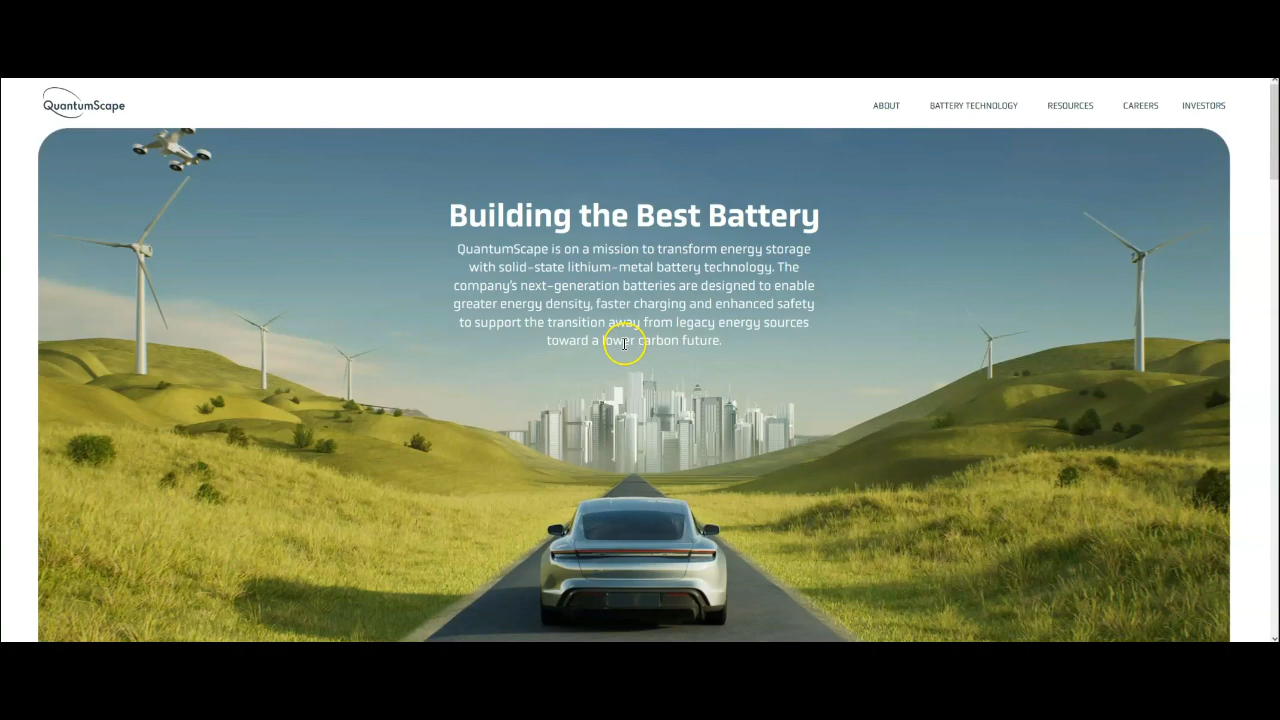 QuantumScape
ABOUT BATTERY TECHNOLOGY RESOURCES CAREERS INVESTORS
Building the Best Battery
QuantumScape is on a mission to transform energy storage
with solid-state lithium-metal battery technology. The
company's next-generation batteries are designed to enable
greater energy density, faster charging and enhanced safety
to support the transition away from legacy energy sources
toward a lower carbon future.